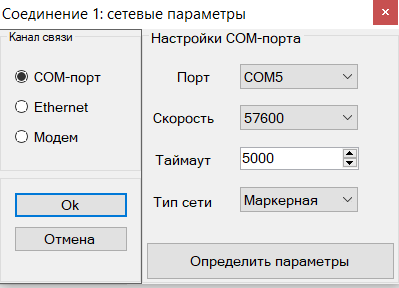 Соединение 1: сетевые параметры
Канал связи
COM-порт
Ethernet
Модем
Ok
Отмена
Настройки COM-порта
Порт COM5
Скорость 57600
Таймаут 5000
Тип сети Маркерная
Определить параметры